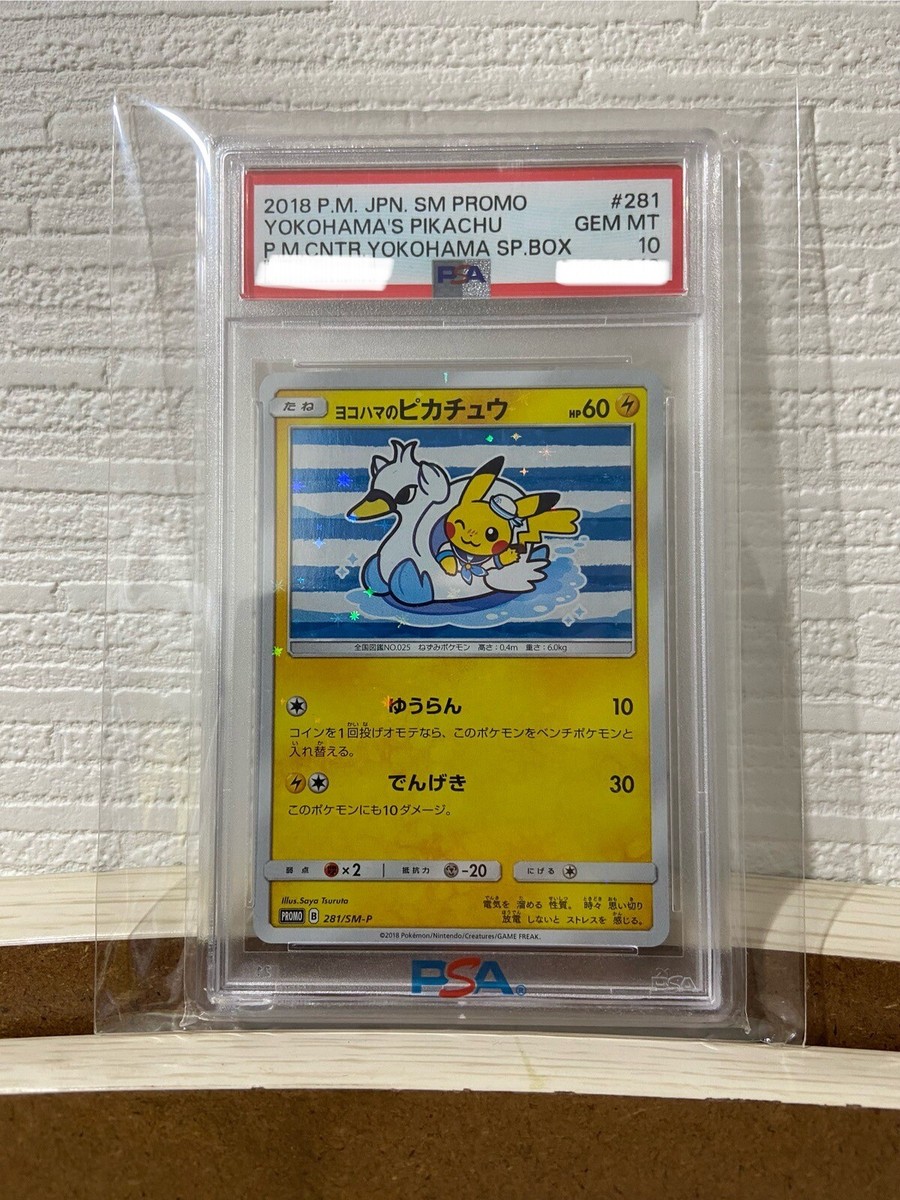 2018 P.M. JPN. SM PROMO #281
YOKOHAMA'S PIKACHU GEM MT
P.M.CNTR.YOKOHAMA SP.BOX 10
PSA
たね ヨコハマのピカチュウ HP60
全国図鑑NO.025 ねずみポケモン 高さ:0.4m 重さ:6.0kg
ゆうらん 10
コインを1回投げオモテなら、このポケモンをベンチポケモンと
入れ替える。
でんげき 30
このポケモンにも10ダメージ。
弱点 ×2 抵抗力 -20 にげる
Illus.Saya Tsuruta
電気を 溜める 性質。 時々 思い切り
放電 しないと ストレスを 感じる。
PROMO B 281/SM-P
©2018 Pokémon/Nintendo/Creatures/GAME FREAK.
PSA®
PSA